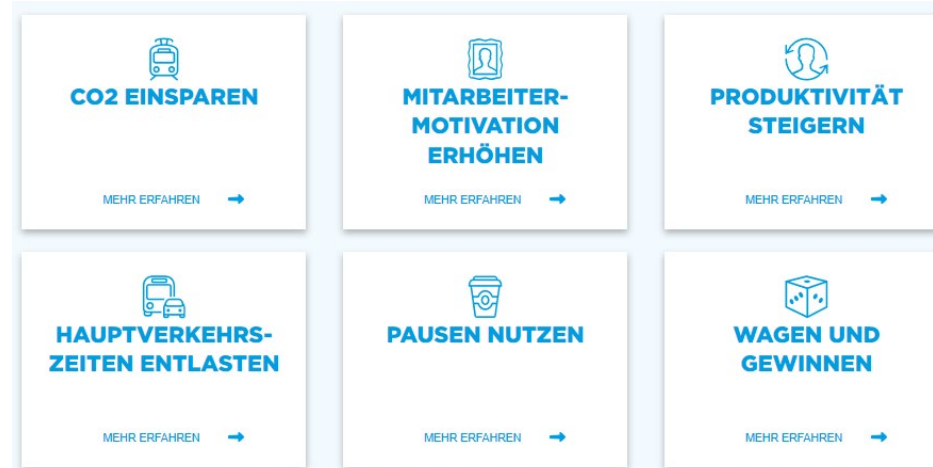 CO2 EINSPAREN
MEHR ERFAHREN
MITARBEITER-
MOTIVATION
ERHÖHEN
MEHR ERFAHREN
PRODUKTIVITÄT
STEIGERN
MEHR ERFAHREN
HAUPTVERKEHRS-
ZEITEN ENTLASTEN
MEHR ERFAHREN
PAUSEN NUTZEN
MEHR ERFAHREN
WAGEN UND
GEWINNEN
MEHR ERFAHREN